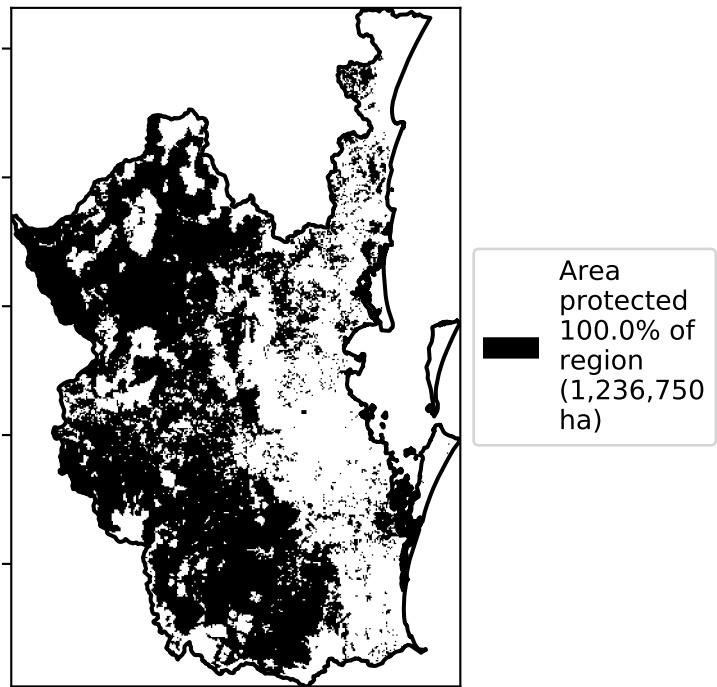 Area
protected
100.0% of
region
(1,236,750
ha)